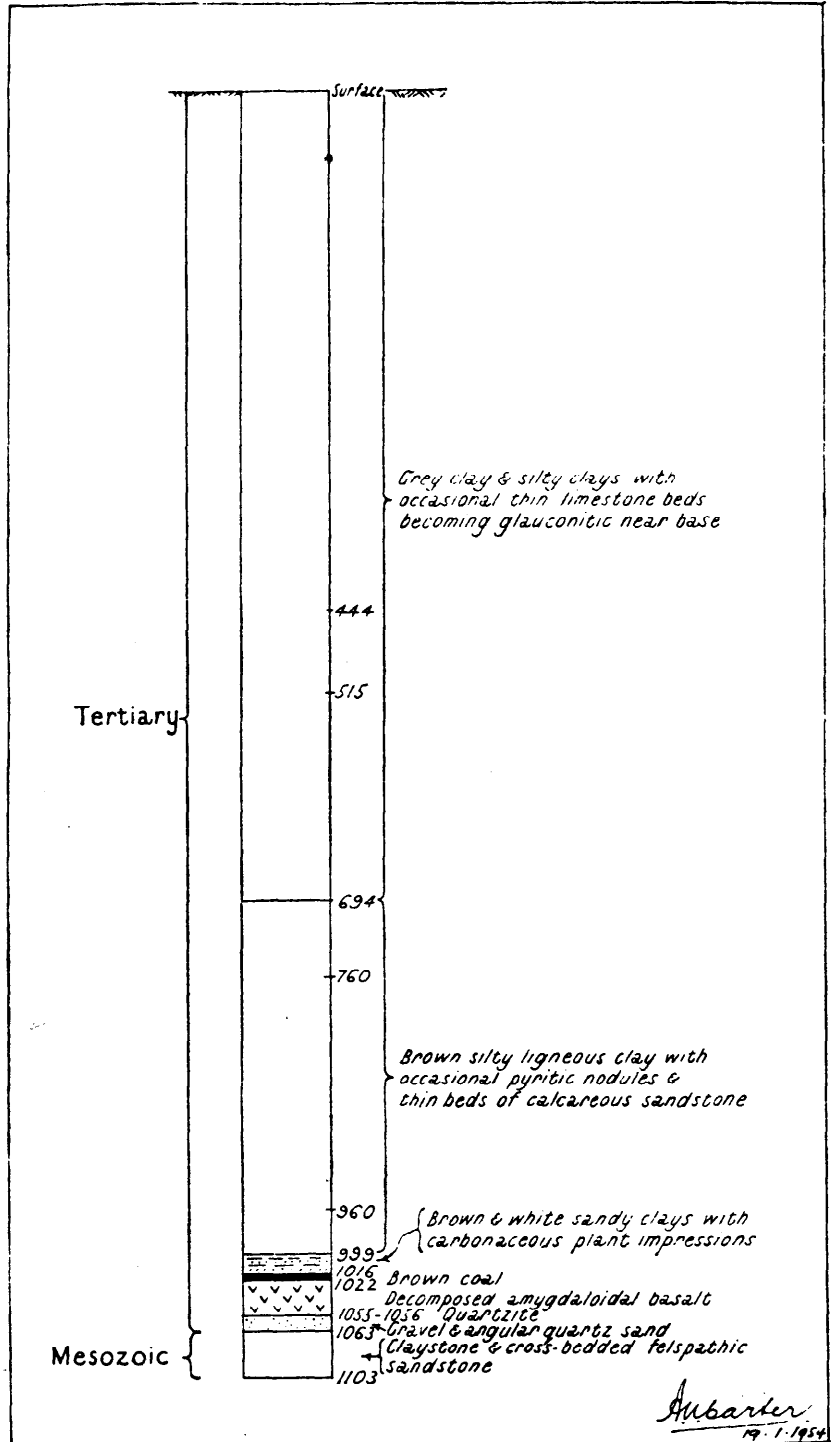 Surface
Grey clay & silty clays with
occasional thin limestone beds
becoming glauconitic near base
444
515
Tertiary
694
760
Brown silty ligneous clay with
occasional pyritic nodules &
thin beds of calcareous sandstone
960
Brown & white sandy clays with
carbonaceous plant impressions
999
1016
1022 Brown coal
Decomposed amygdaloidal basalt
1055-1056 Quartzite
1063 Gravel & angular quartz sand
Mesozoic
Claystone & cross-bedded felspathic
sandstone
1103
19.1.1954